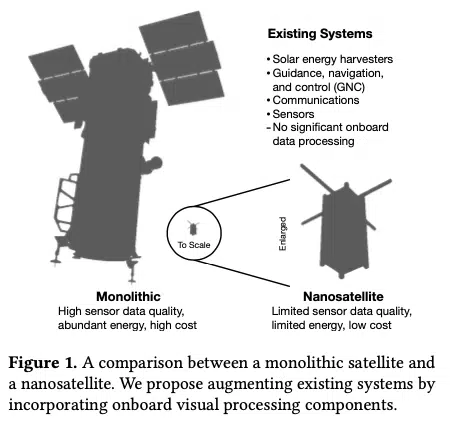 Existing Systems
• Solar energy harvesters
• Guidance, navigation,
and control (GNC)
• Communications
• Sensors
- No significant onboard
data processing
To Scale
Enlarged
Monolithic
High sensor data quality,
abundant energy, high cost
Nanosatellite
Limited sensor data quality,
limited energy, low cost
Figure 1. A comparison between a monolithic satellite and
a nanosatellite. We propose augmenting existing systems by
incorporating onboard visual processing components.